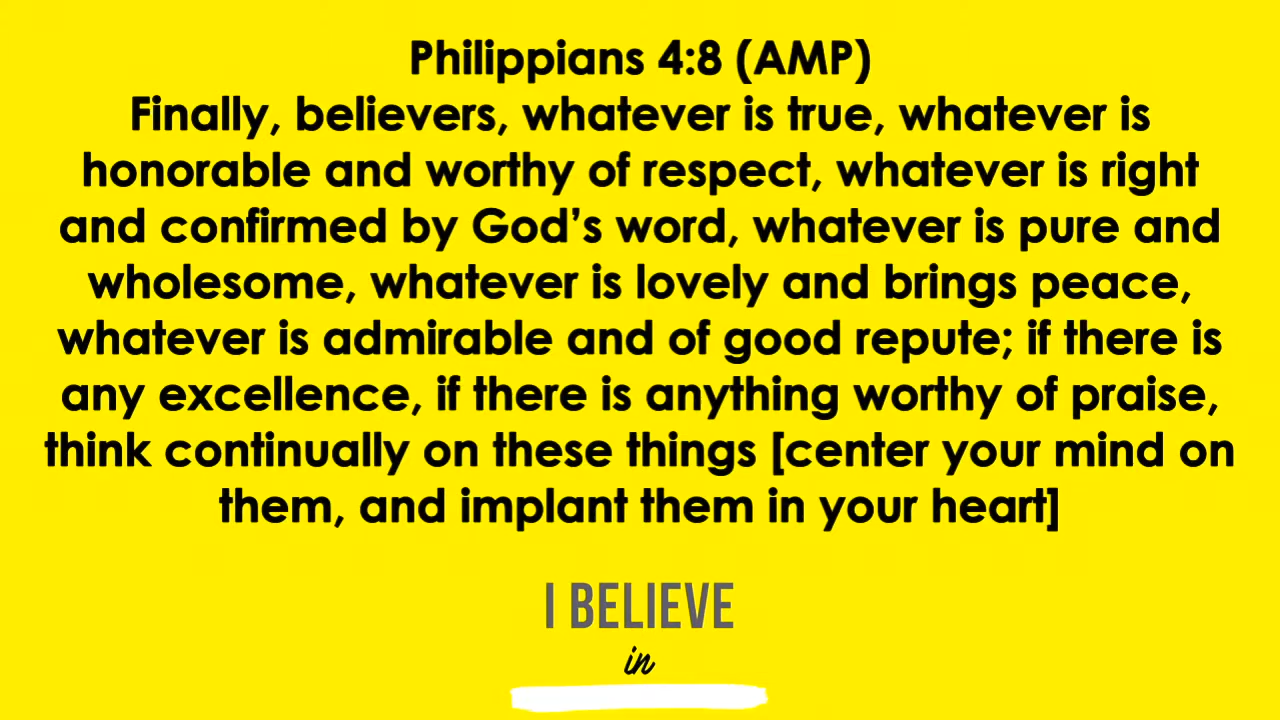 Philippians 4:8 (AMP)
Finally, believers, whatever is true, whatever is
honorable and worthy of respect, whatever is right
and confirmed by God’s word, whatever is pure and
wholesome, whatever is lovely and brings peace,
whatever is admirable and of good repute; if there is
any excellence, if there is anything worthy of praise,
think continually on these things [center your mind on
them, and implant them in your heart]
I BELIEVE
in